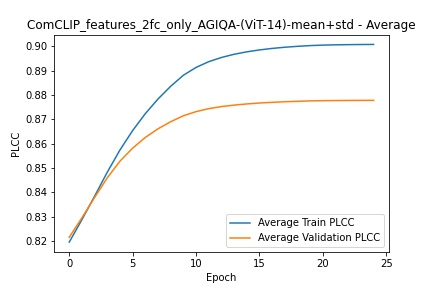 ComCLIP_features_2fc_only_AGIQA-(ViT-14)-mean+std - Average
0.90
0.89
0.88
0.87
0.86
0.85
0.84
0.83
0.82
PLCC
Average Train PLCC
Average Validation PLCC
0 5 10 15 20 25
Epoch